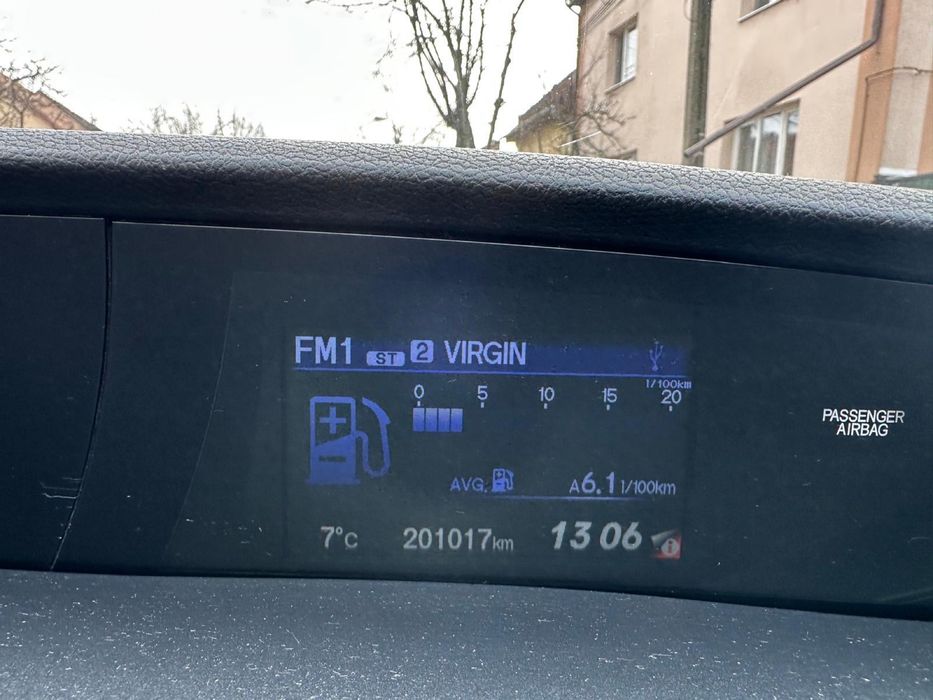 FM1 ST 2 VIRGIN
l/100km
0 5 10 15 20
AVG. A6.1 l/100km
7°C 201017km 13 06 i
PASSENGER
AIRBAG